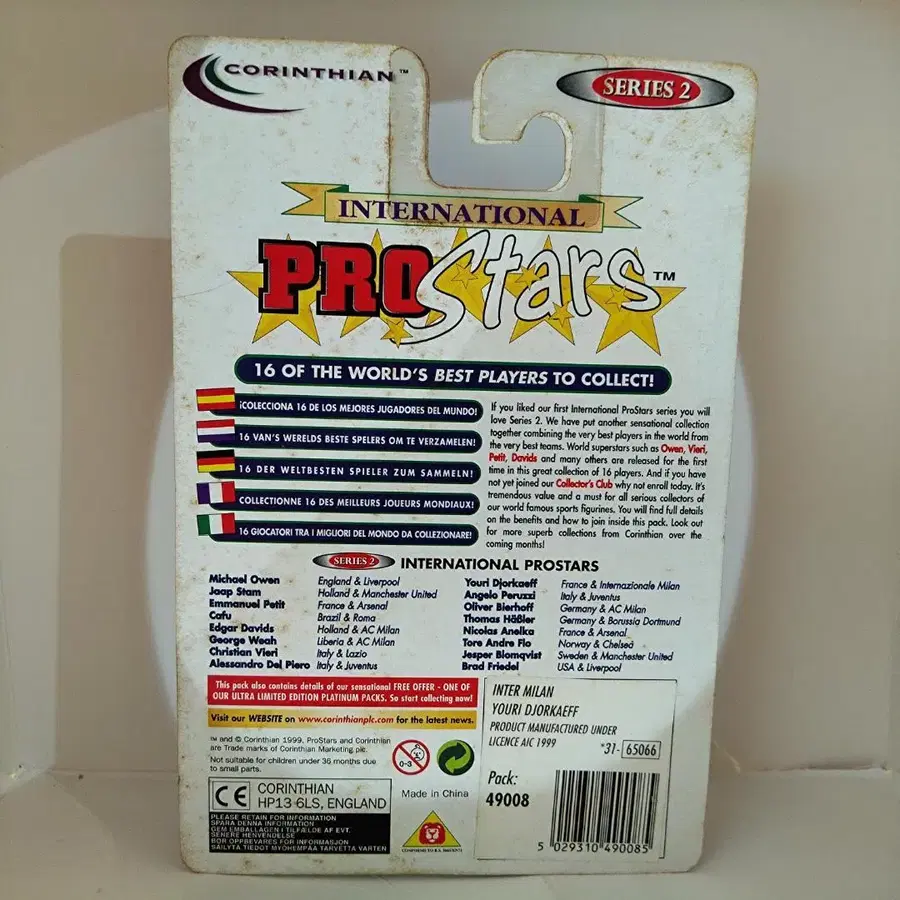 CORINTHIAN™
SERIES 2
INTERNATIONAL
PROStars™
16 OF THE WORLD'S BEST PLAYERS TO COLLECT!
¡COLECCIONA 16 DE LOS MEJORES JUGADORES DEL MUNDO!
16 VAN'S WERELDS BESTE SPELERS OM TE VERZAMELEN!
16 DER WELTBESTEN SPIELER ZUM SAMMELN!
COLLECTIONNE 16 DES MEILLEURS JOUEURS MONDIAUX!
16 GIOCATORI TRA I MIGLIORI DEL MONDO DA COLLEZIONARE!
If you liked our first International ProStars series you will
love Series 2. We have put another sensational collection
together combining the very best players in the world from
the very best teams. World superstars such as Owen, Vieri,
Petit, Davids and many others are released for the first
time in this great collection of 16 players. And if you have
not yet joined our Collector's Club why not enroll today. It's
tremendous value and a must for all serious collectors of
our world famous sports figurines. You will find full details
on the benefits and how to join inside this pack. Look out
for more superb collections from Corinthian over the
coming months!
SERIES 2 INTERNATIONAL PROSTARS
Michael Owen England & Liverpool
Jaap Stam Holland & Manchester United
Emmanuel Petit France & Arsenal
Cafu Brazil & Roma
Edgar Davids Holland & AC Milan
George Weah Liberia & AC Milan
Christian Vieri Italy & Lazio
Alessandro Del Piero Italy & Juventus
Youri Djorkaeff France & Internazionale Milan
Angelo Peruzzi Italy & Juventus
Oliver Bierhoff Germany & AC Milan
Thomas Häßler Germany & Borussia Dortmund
Nicolas Anelka France & Arsenal
Tore Andre Flo Norway & Chelsea
Jesper Blomqvist Sweden & Manchester United
Brad Friedel USA & Liverpool
This pack also contains details of our sensational FREE OFFER - ONE OF
OUR ULTRA LIMITED EDITION PLATINUM PACKS. So start collecting now!
Visit our WEBSITE on www.corinthianplc.com for the latest news.
™ and © Corinthian 1999. ProStars and Corinthian
are Trade marks of Corinthian Marketing plc.
Not suitable for children under 36 months due
to small parts.
0-3
CE CORINTHIAN
HP13 6LS, ENGLAND
Made in China
PLEASE RETAIN FOR INFORMATION
SPARA DENNA INFORMATION
GEM EMBALLAGEN I TILFÆLDE AF EVT.
SENERE HENVENDELSE
BOR OPPBEVARES FOR INFORMASJON
SÄILYTÄ TIEDOT MYÖHEMPÄÄ TARVETTA VARTEN
INTER MILAN
YOURI DJORKAEFF
PRODUCT MANUFACTURED UNDER
LICENCE AIC 1999
*31- 65066
Pack:
49008
5 029310 490085